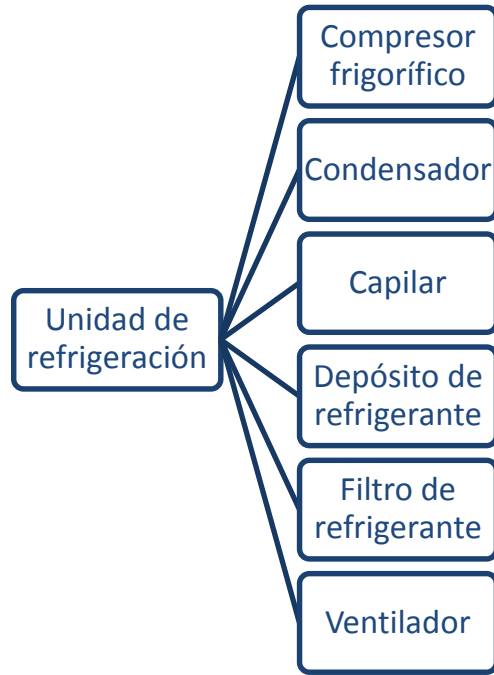 Compresor
frigorífico
Condensador
Capilar
Unidad de
refrigeración
Depósito de
refrigerante
Filtro de
refrigerante
Ventilador